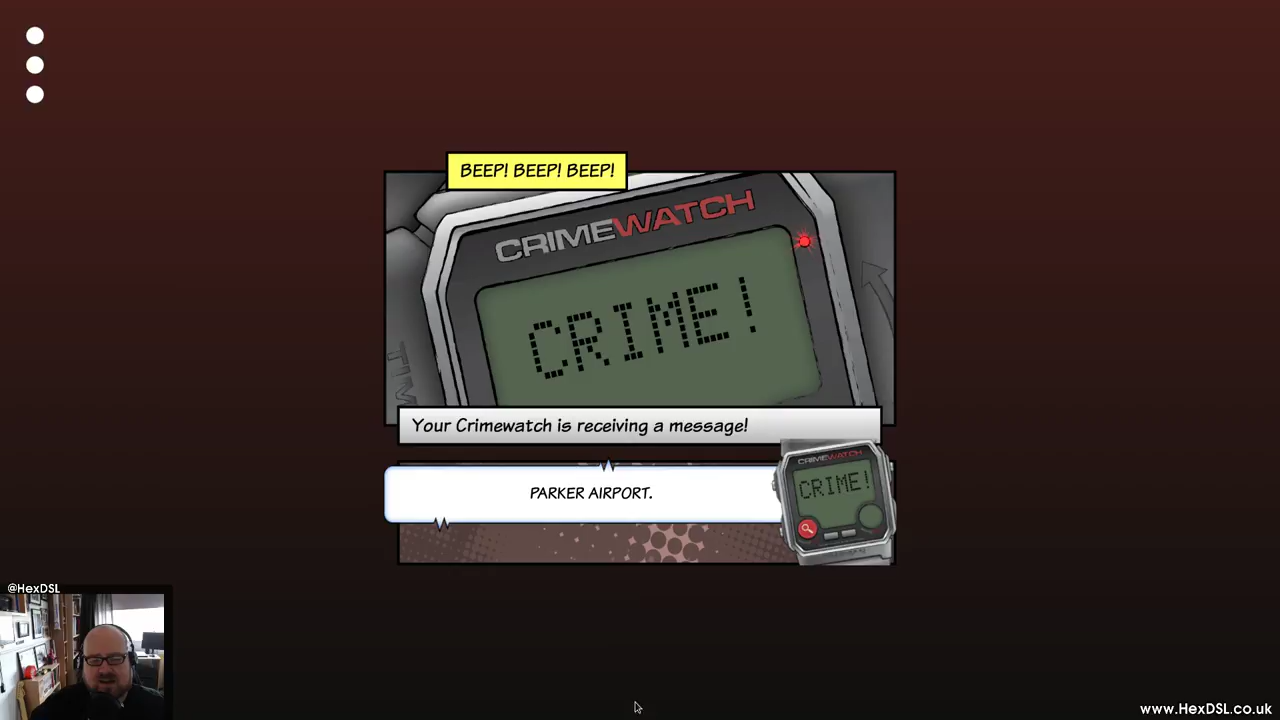 BEEP! BEEP! BEEP!
CRIMEWATCH
CRIME!
TIM
Your Crimewatch is receiving a message!
CRIMEWATCH
CRIME!
PARKER AIRPORT.
@HexDSL
www.HexDSL.co.uk